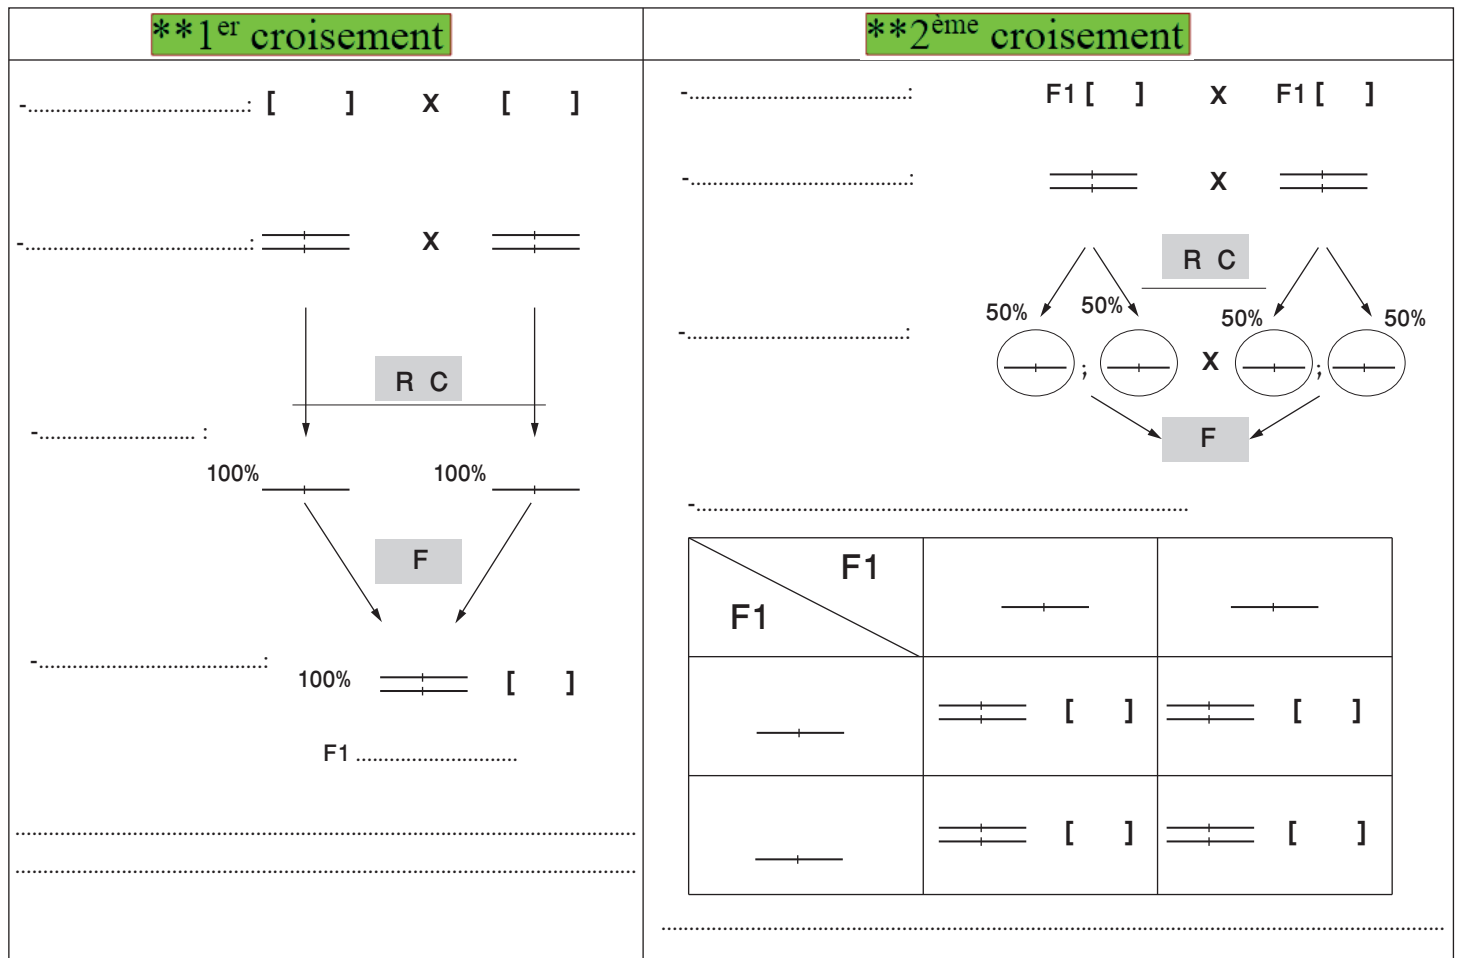 **1er croisement
-........................................: [ ] X [ ]
-........................................: X
R C
-............................ :
100% 100%
F
-........................................:
100% [ ]
F1 .............................
................................................................................................................
................................................................................................................
**2ème croisement
-.......................................: F1 [ ] X F1 [ ]
-.......................................: X
R C
50% 50% 50% 50%
-.......................................: ; X ;
F
-........................................................................................
F1
F1
[ ] [ ]
[ ] [ ]
............................................................................................................................................